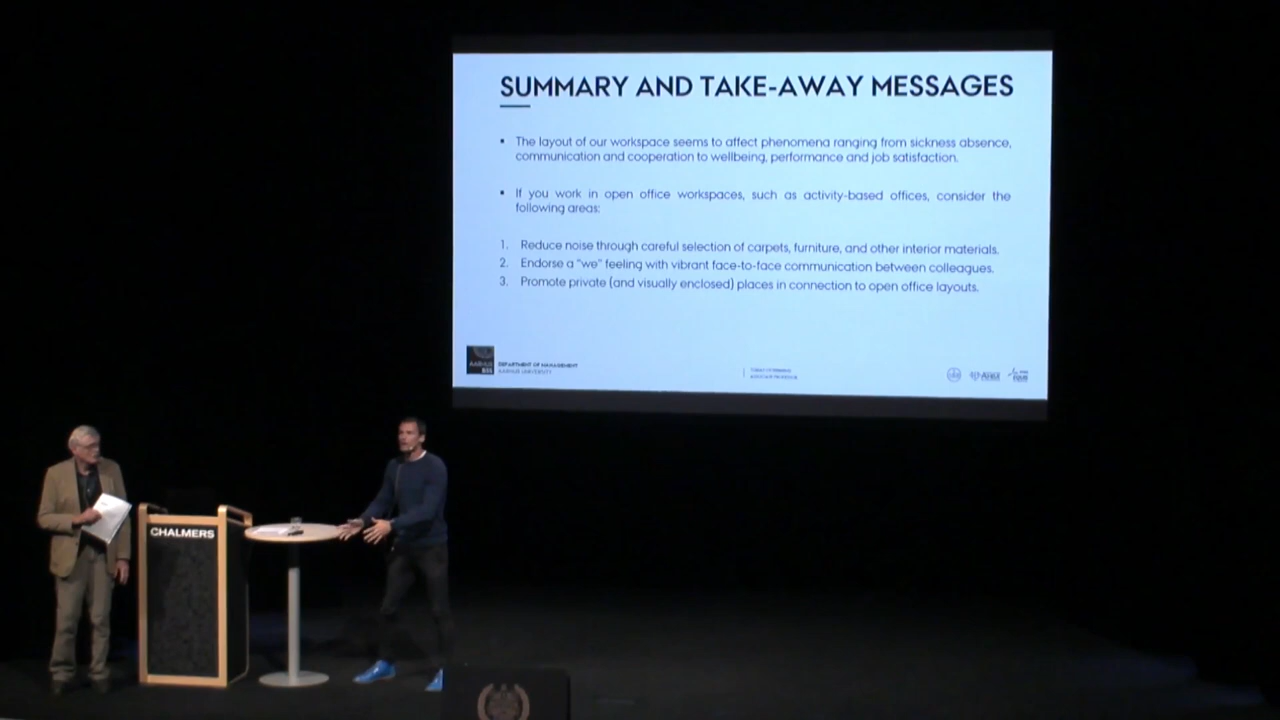 SUMMARY AND TAKE-AWAY MESSAGES
▪ The layout of our workspace seems to affect phenomena ranging from sickness absence,
communication and cooperation to wellbeing, performance and job satisfaction.
▪ If you work in open office workspaces, such as activity-based offices, consider the
following areas:
1. Reduce noise through careful selection of carpets, furniture, and other interior materials.
2. Endorse a "we" feeling with vibrant face-to-face communication between colleagues.
3. Promote private (and visually enclosed) places in connection to open office layouts.
AARHUS
BSS
DEPARTMENT OF MANAGEMENT
AARHUS UNIVERSITY
ASSOCIATE PROFESSOR
CHALMERS